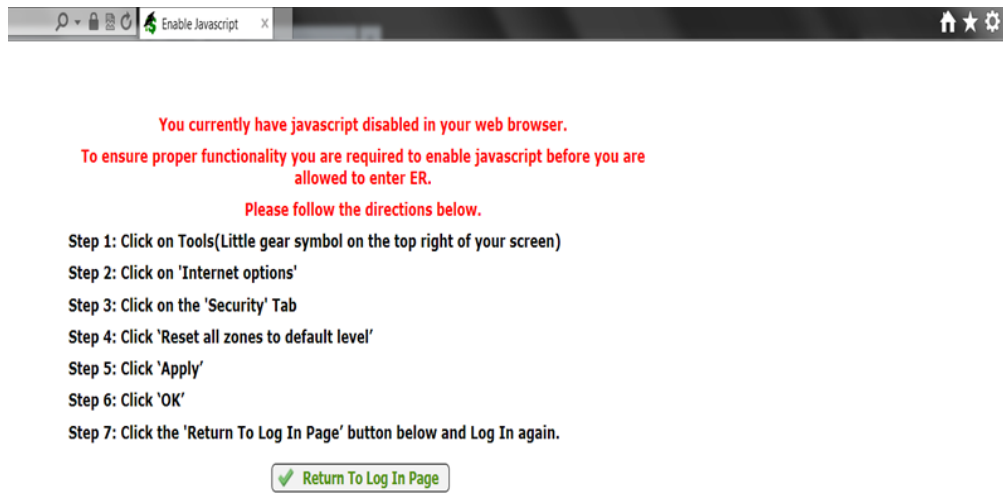 Enable Javascript
You currently have javascript disabled in your web browser.
To ensure proper functionality you are required to enable javascript before you are
allowed to enter ER.
Please follow the directions below.
Step 1: Click on Tools(Little gear symbol on the top right of your screen)
Step 2: Click on 'Internet options'
Step 3: Click on the 'Security' Tab
Step 4: Click `Reset all zones to default level’
Step 5: Click `Apply’
Step 6: Click `OK’
Step 7: Click the 'Return To Log In Page’ button below and Log In again.
Return To Log In Page